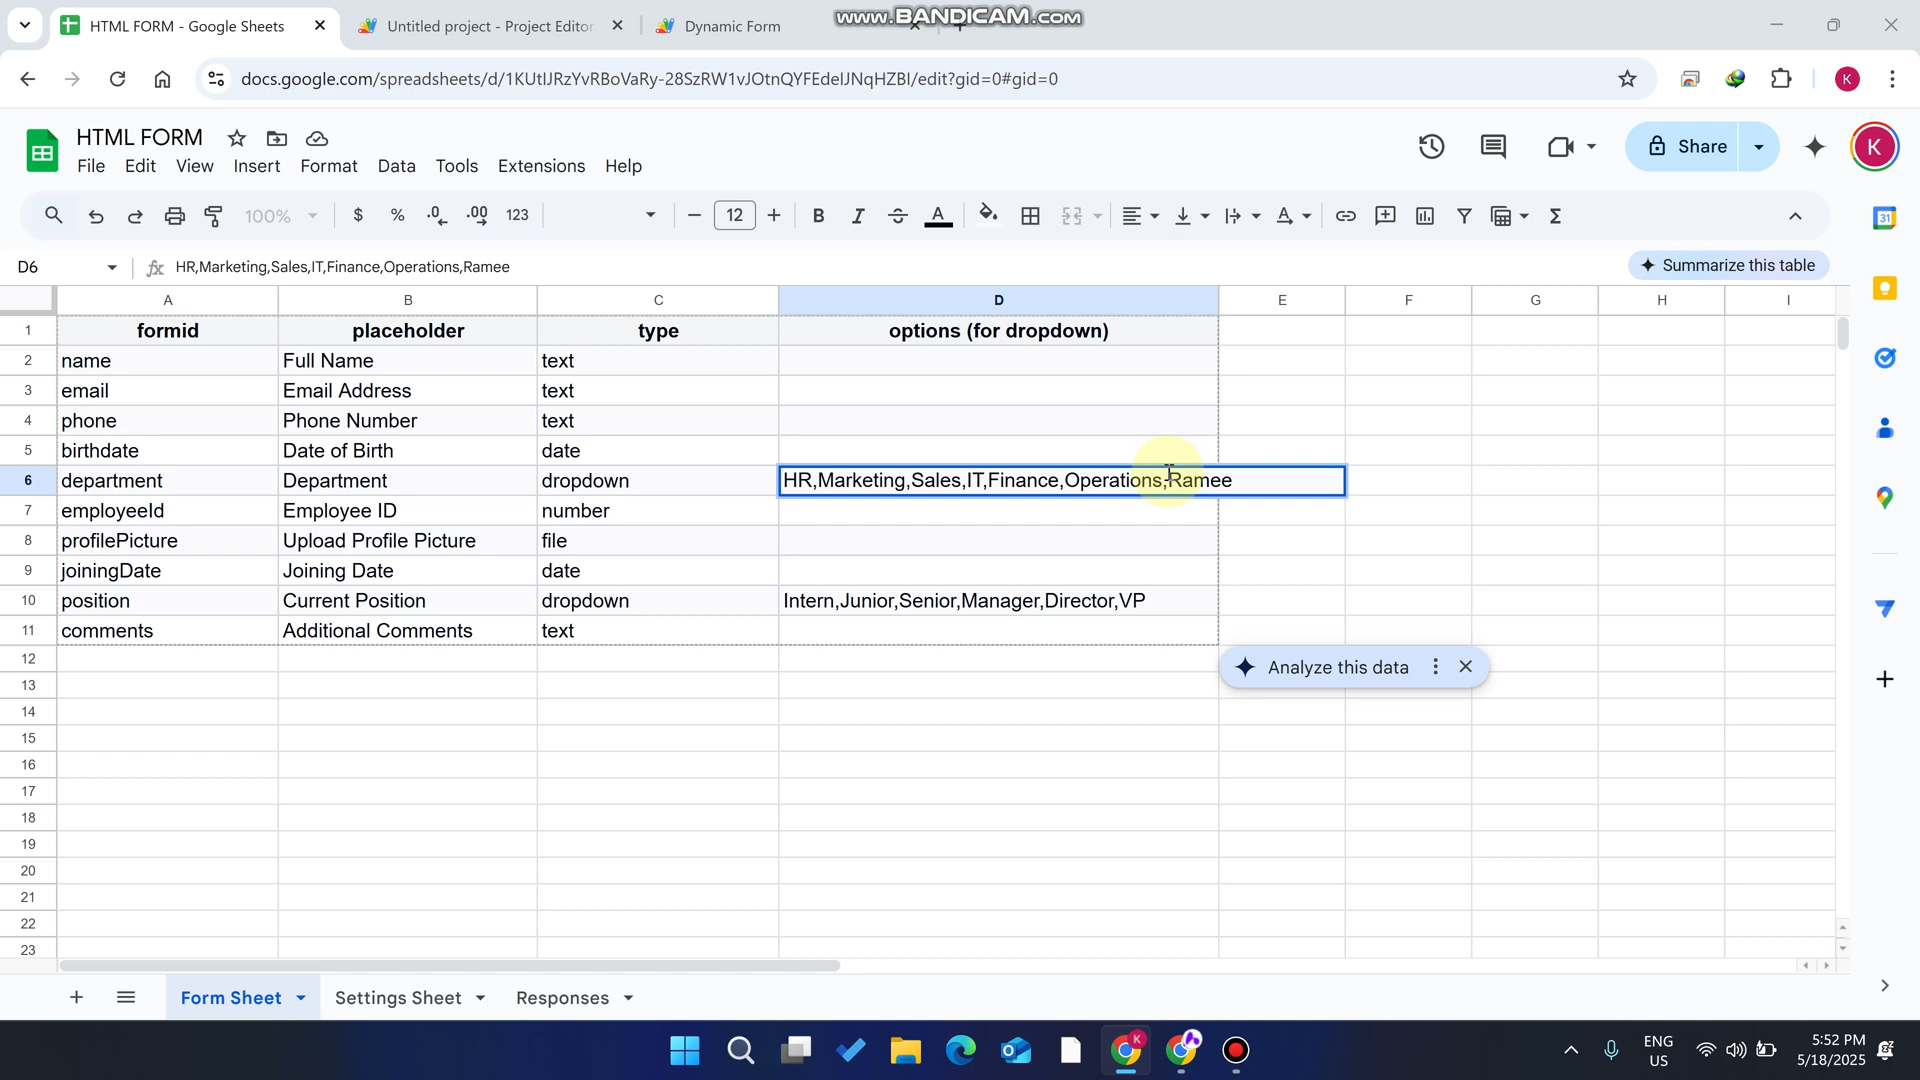 HTML FORM - Google Sheets
Untitled project - Project Editor
Dynamic Form
www.BANDICAM.com
docs.google.com/spreadsheets/d/1KUtIJRzYvRBoVaRy-28SzRW1vJOtnQYFEdeIJNqHZBI/edit?gid=0#gid=0
K
HTML FORM
File Edit View Insert Format Data Tools Extensions Help
Share
K
100% $ % .0 .00 123 12 B I A
D6 fx HR,Marketing,Sales,IT,Finance,Operations,Ramee
Summarize this table
31
A B C D E F G H I
1 formid placeholder type options (for dropdown)
2 name Full Name text
3 email Email Address text
4 phone Phone Number text
5 birthdate Date of Birth date
6 department Department dropdown HR,Marketing,Sales,IT,Finance,Operations,Ramee
7 employeeId Employee ID number
8 profilePicture Upload Profile Picture file
9 joiningDate Joining Date date
10 position Current Position dropdown Intern,Junior,Senior,Manager,Director,VP
11 comments Additional Comments text
12
Analyze this data
13
14
15
16
17
18
19
20
21
22
23
Form Sheet Settings Sheet Responses
ENG
US
5:52 PM
5/18/2025